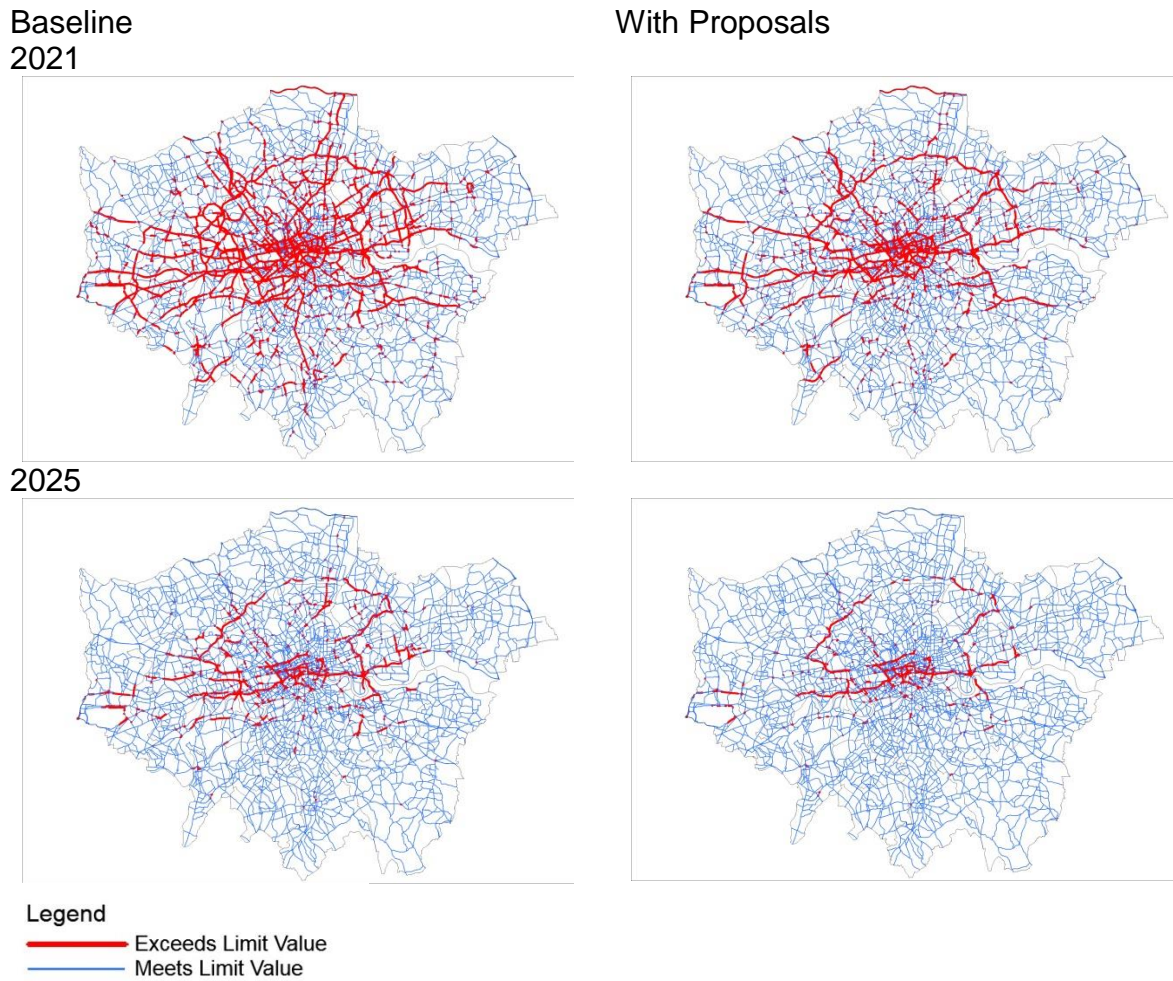 Baseline
With Proposals
2021
2025
Legend
Exceeds Limit Value
Meets Limit Value